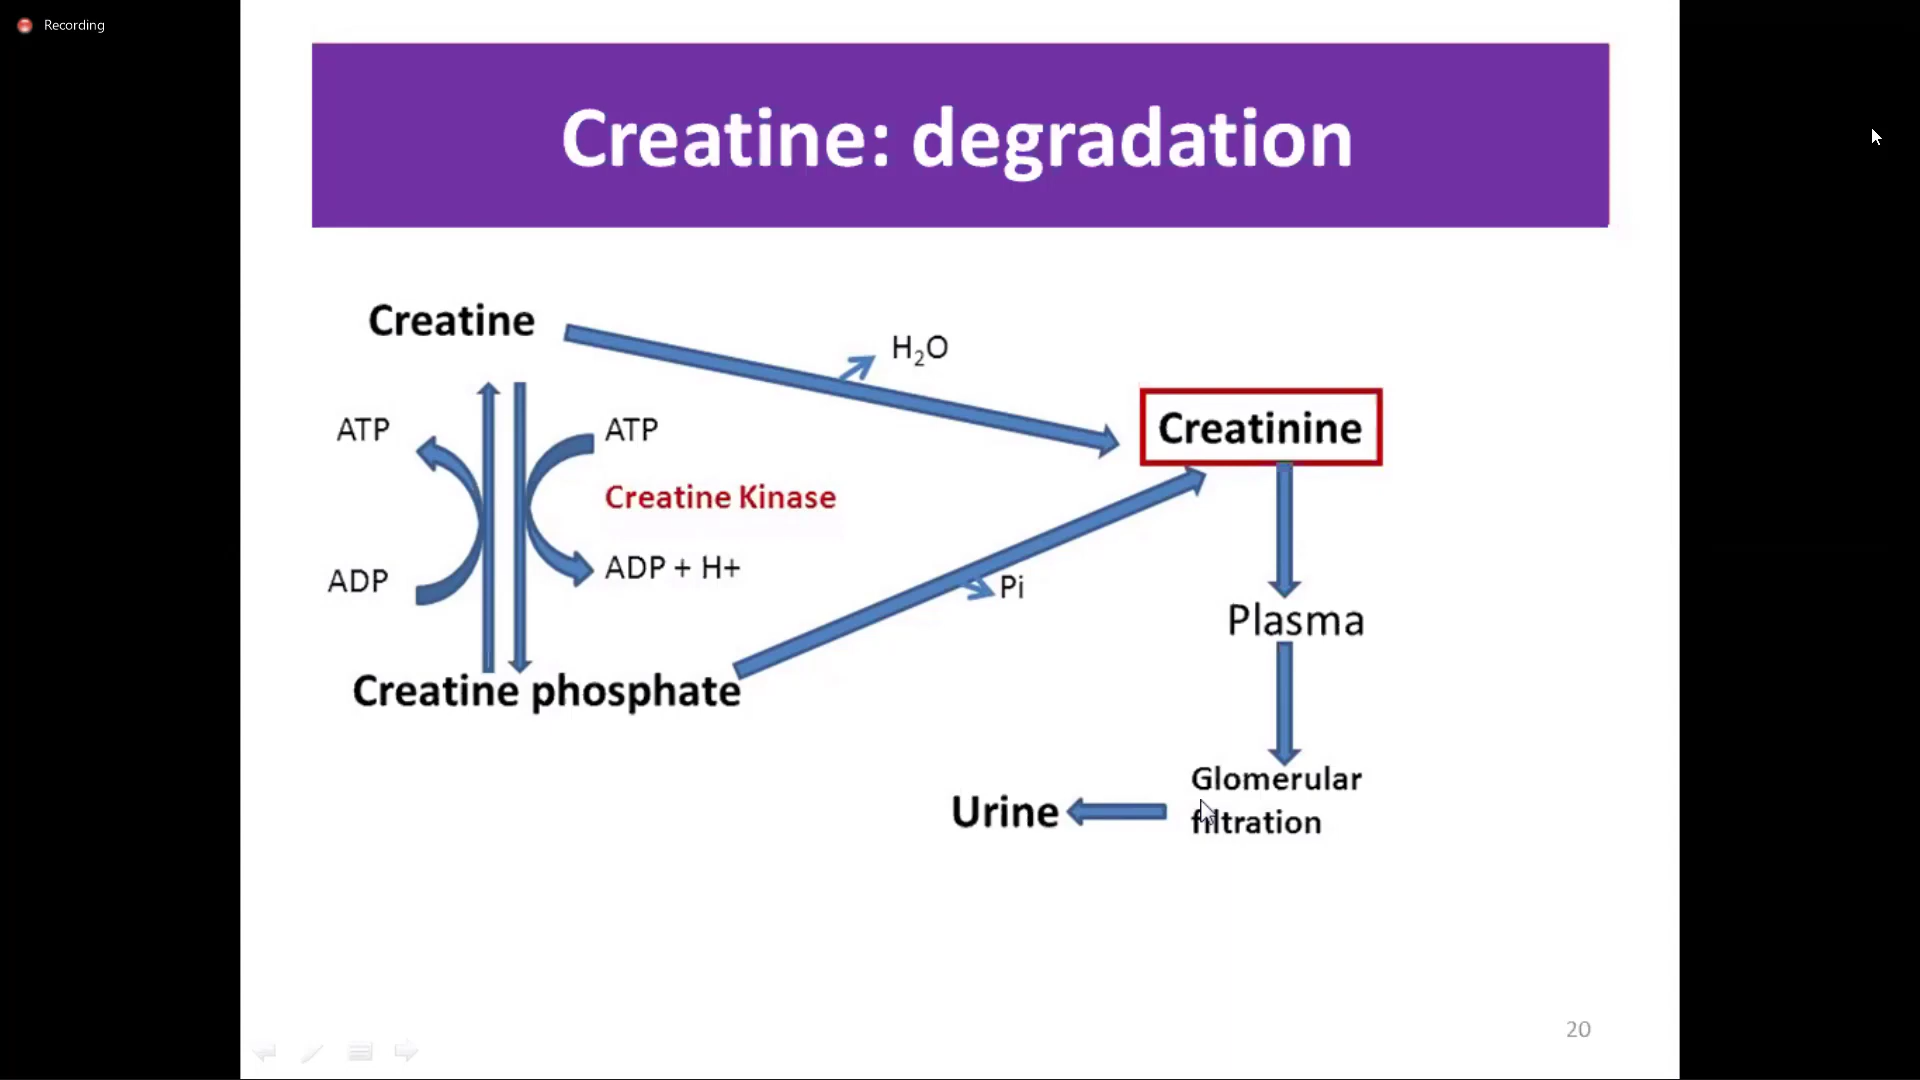 Recording
Creatine: degradation
Creatine
H₂O
ATP
ATP
Creatinine
Creatine Kinase
ADP
ADP + H+
Pi
Plasma
Creatine phosphate
Glomerular
filtration
Urine
20